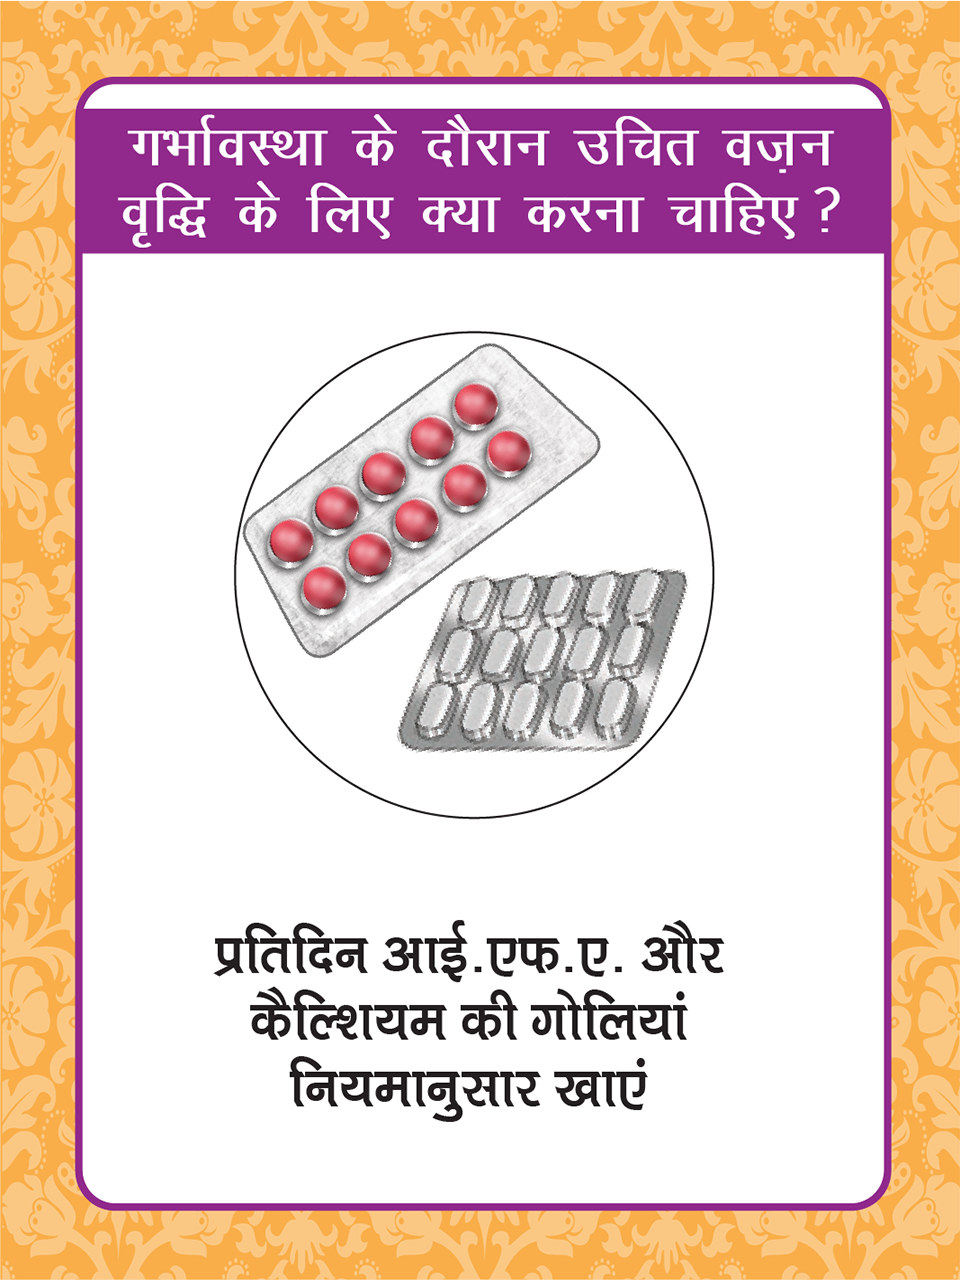 गर्भावस्था के दौरान उचित वज़न
वृद्धि के लिए क्या करना चाहिए ?
प्रतिदिन आई.एफ.ए. और
कैल्शियम की गोलियां
नियमानुसार खाएं